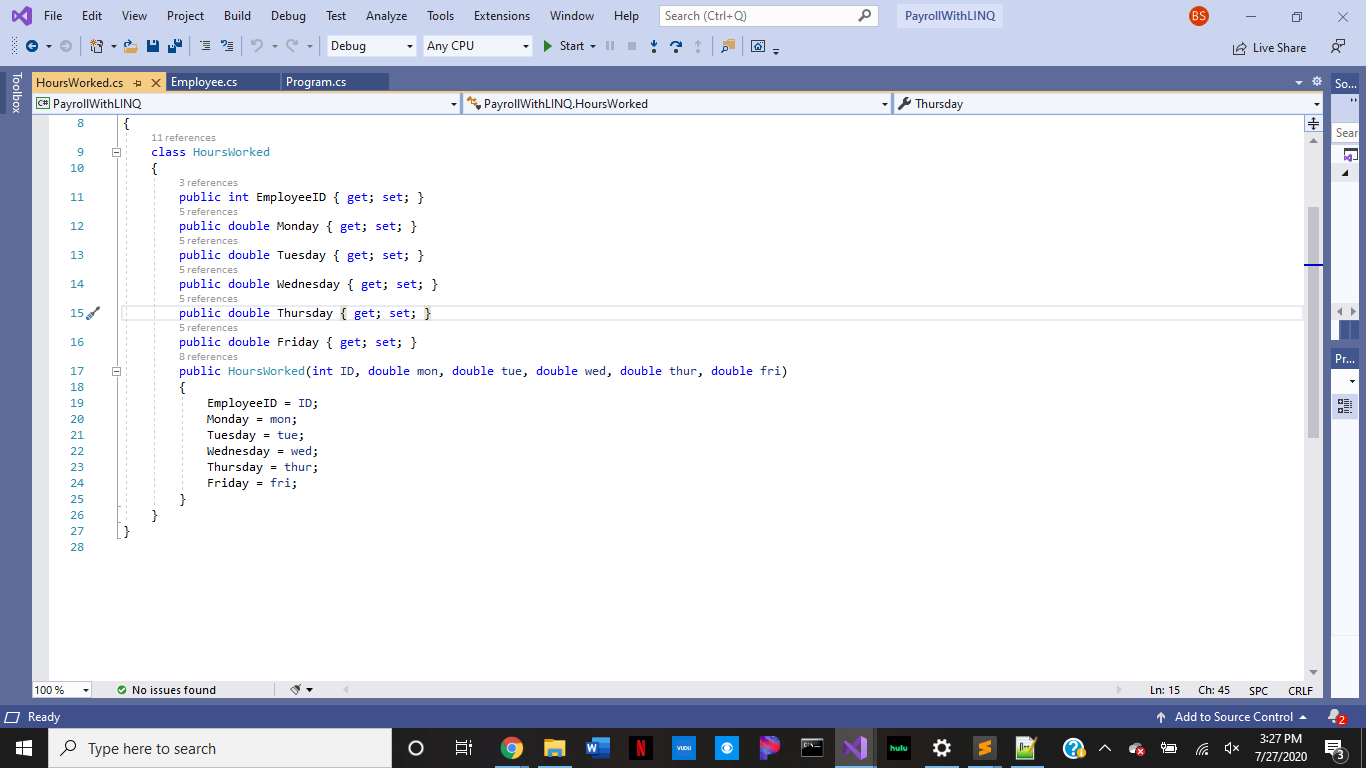 File Edit View Project Build Debug Test Analyze Tools Extensions Window Help Search (Ctrl+Q) PayrollWithLINQ BS
Debug Any CPU Start Live Share
Toolbox
HoursWorked.cs Employee.cs Program.cs So...
C# PayrollWithLINQ PayrollWithLINQ.HoursWorked Thursday
Sear
8 {
11 references
9 class HoursWorked
10 {
3 references
11 public int EmployeeID { get; set; }
5 references
12 public double Monday { get; set; }
5 references
13 public double Tuesday { get; set; }
5 references
14 public double Wednesday { get; set; }
5 references
15 public double Thursday { get; set; }
5 references
16 public double Friday { get; set; }
Pr...
8 references
17 public HoursWorked(int ID, double mon, double tue, double wed, double thur, double fri)
18 {
19 EmployeeID = ID;
20 Monday = mon;
21 Tuesday = tue;
22 Wednesday = wed;
23 Thursday = thur;
24 Friday = fri;
25 }
26 }
27 }
28
100 % No issues found Ln: 15 Ch: 45 SPC CRLF
Ready Add to Source Control 2
Type here to search W N VUDU hulu S ? 3:27 PM
7/27/2020 3